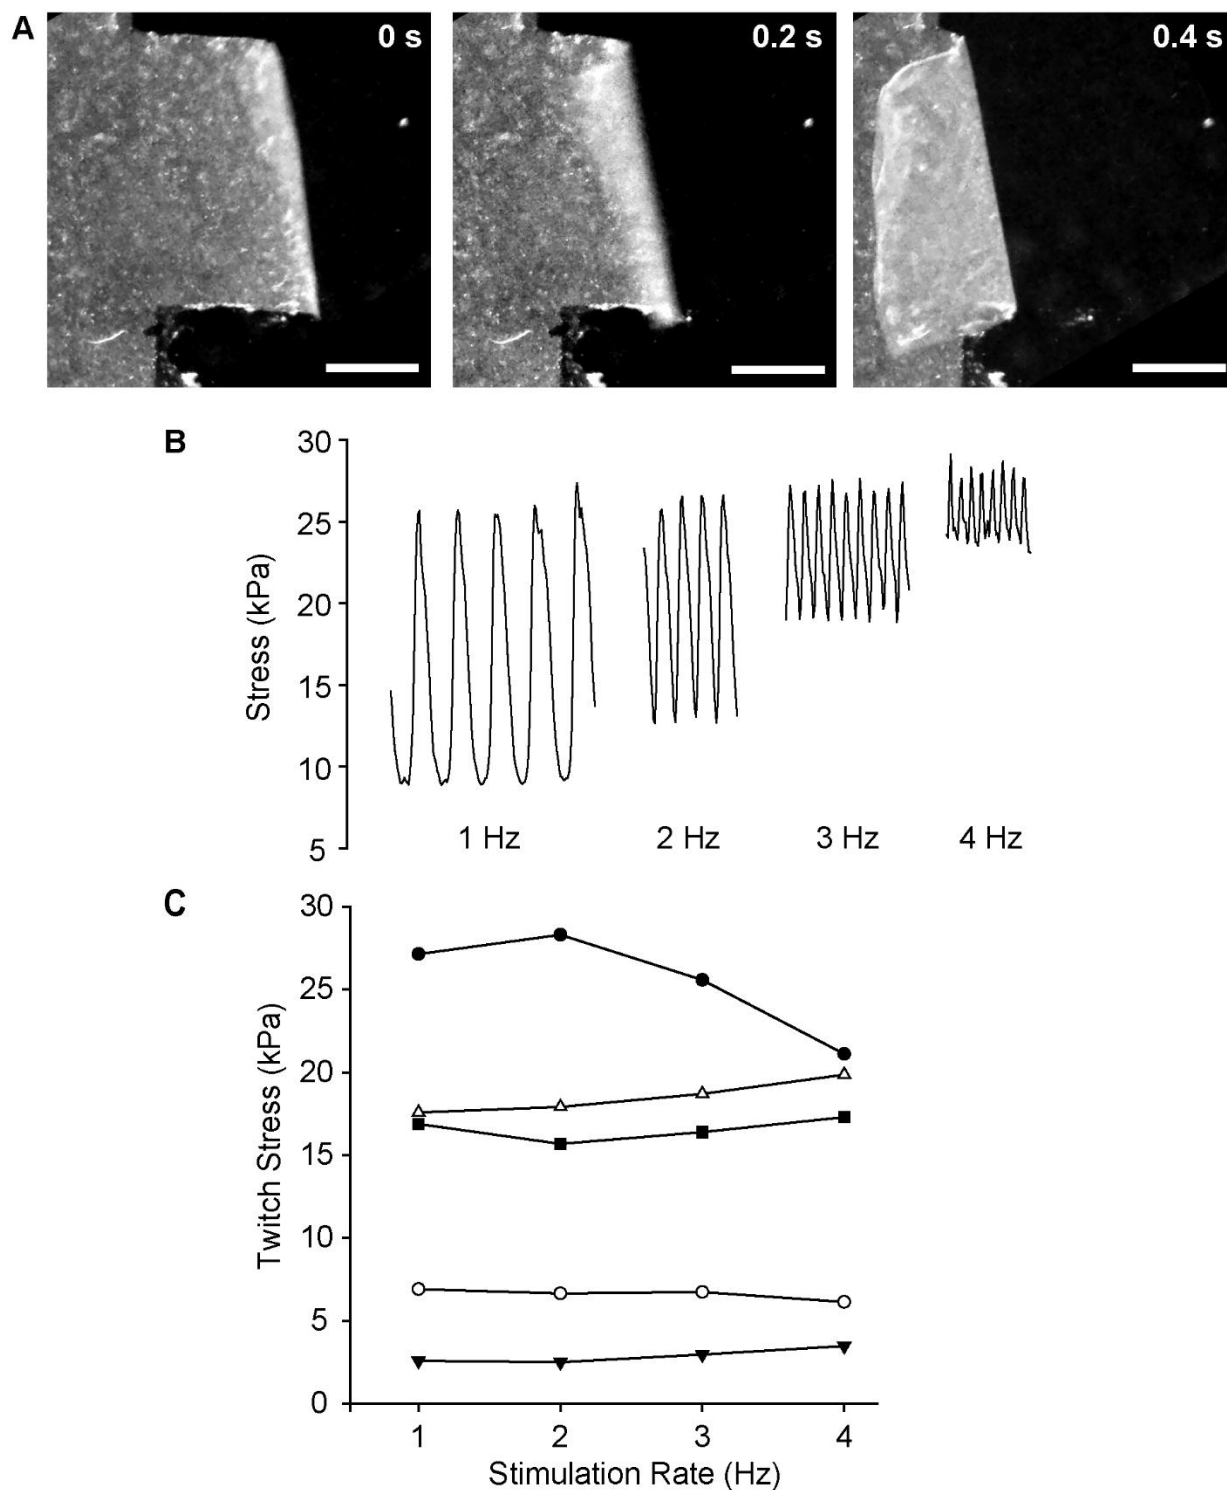 A
0 s
0.2 s
0.4 s
B
30
25
20
15
10
5
Stress (kPa)
1 Hz
2 Hz
3 Hz
4 Hz
C
30
25
20
15
10
5
0
Twitch Stress (kPa)
1
2
3
4
Stimulation Rate (Hz)